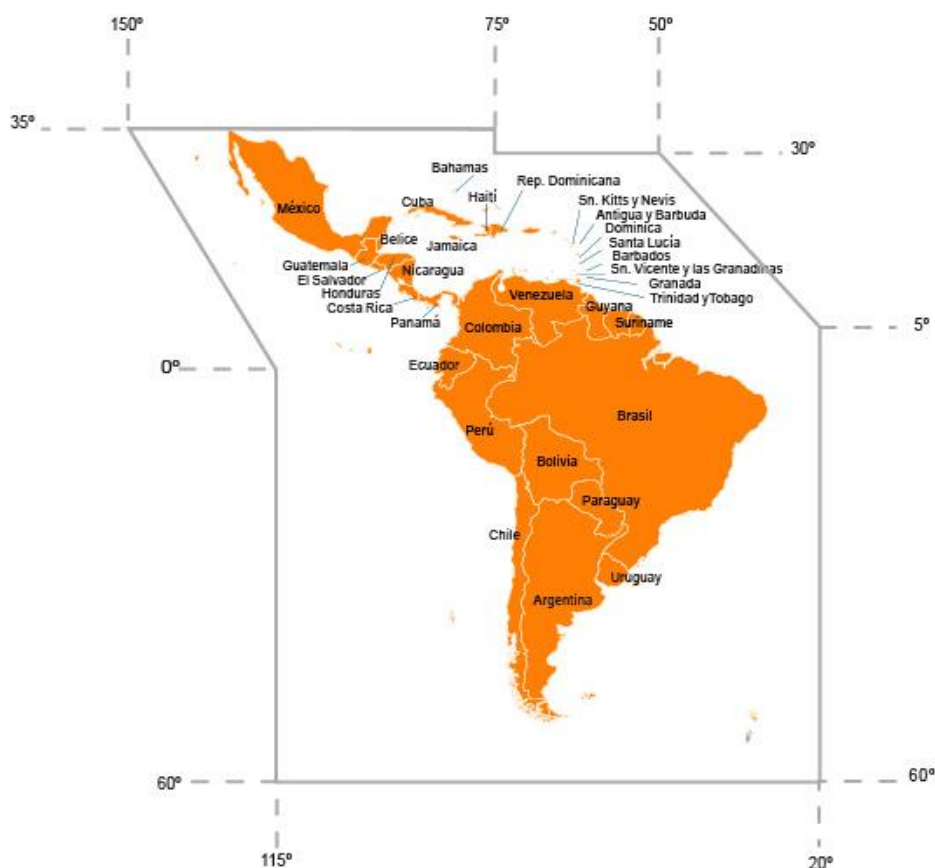 150º
75º
50º
35º
30º
Bahamas
Rep. Dominicana
Haití
Sn. Kitts y Nevis
Cuba
México
Antigua y Barbuda
Dominica
Belice
Jamaica
Santa Lucía
Barbados
Guatemala
Nicaragua
Sn. Vicente y las Granadinas
El Salvador
Granada
Honduras
Venezuela
Trinidad yTobago
Costa Rica
Guyana
Panamá
Colombia
Suriname
5º
0º
Ecuador
Brasil
Perú
Bolivia
Paraguay
Chile
Uruguay
Argentina
60º
60º
115º
20º